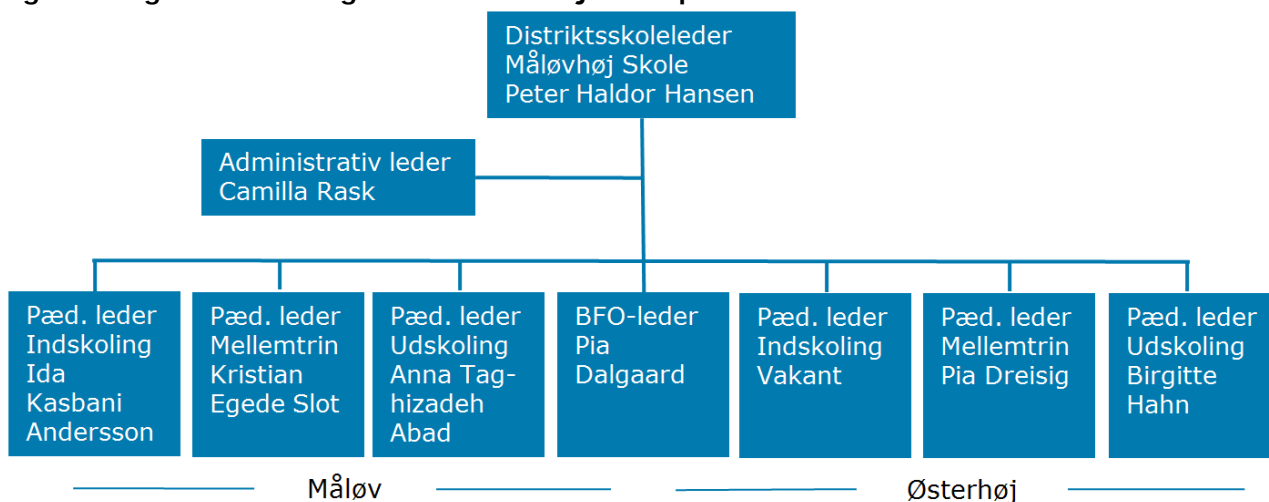 Distriktsskoleleder
Måløvhøj Skole
Peter Haldor Hansen
Administrativ leder
Camilla Rask
Pæd. leder
Indskoling
Ida
Kasbani
Andersson
Pæd. leder
Mellemtrin
Kristian
Egede Slot
Pæd. leder
Udskoling
Anna Tag-
hizadeh
Abad
BFO-leder
Pia
Dalgaard
Pæd. leder
Indskoling
Vakant
Pæd. leder
Mellemtrin
Pia Dreisig
Pæd. leder
Udskoling
Birgitte
Hahn
Måløv
Østerhøj